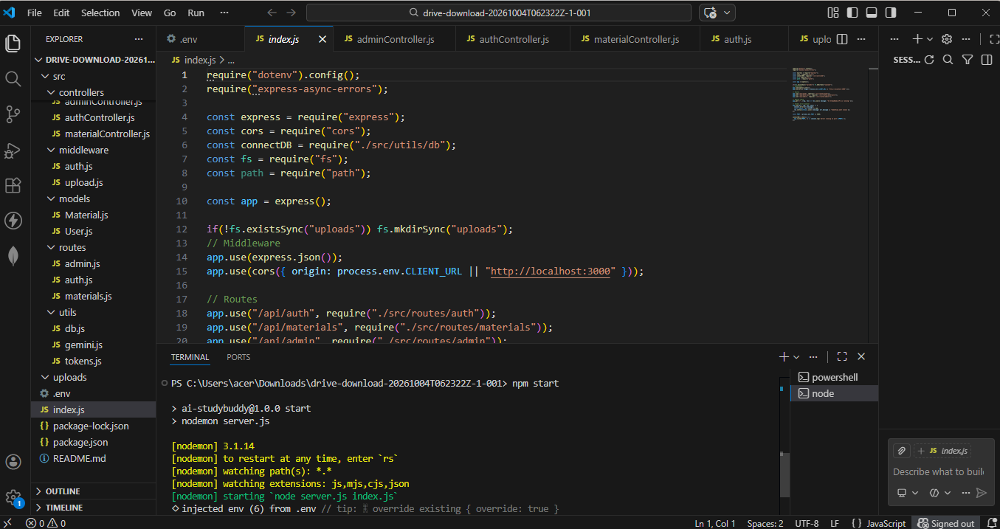 File Edit Selection View Go Run ··· drive-download-20261004T062322Z-1-001
EXPLORER ···
DRIVE-DOWNLOAD-20261...
src
controllers
adminController.js
authController.js
materialController.js
middleware
auth.js
upload.js
models
Material.js
User.js
routes
admin.js
auth.js
materials.js
utils
db.js
gemini.js
tokens.js
uploads
.env
JS index.js
{} package-lock.json
{} package.json
README.md
OUTLINE
TIMELINE
.env JS index.js JS adminController.js JS authController.js JS materialController.js JS auth.js JS uplo
JS index.js > ...
1 require("dotenv").config();
2 require("express-async-errors");
3
4 const express = require("express");
5 const cors = require("cors");
6 const connectDB = require("./src/utils/db");
7 const fs = require("fs");
8 const path = require("path");
9
10 const app = express();
11
12 if(!fs.existsSync("uploads")) fs.mkdirSync("uploads");
13 // Middleware
14 app.use(express.json());
15 app.use(cors({ origin: process.env.CLIENT_URL || "http://localhost:3000" }));
16
17 // Routes
18 app.use("/api/auth", require("./src/routes/auth"));
19 app.use("/api/materials", require("./src/routes/materials"));
20 app.use("/api/admin", require("./src/routes/admin"));
TERMINAL PORTS
PS C:\Users\acer\Downloads\drive-download-20261004T062322Z-1-001> npm start
> ai-studybuddy@1.0.0 start
> nodemon server.js
[nodemon] 3.1.14
[nodemon] to restart at any time, enter `rs`
[nodemon] watching path(s): *.*
[nodemon] watching extensions: js,mjs,cjs,json
[nodemon] starting `node server.js index.js`
injected env (6) from .env // tip: override existing { override: true }
powershell
node
SESS...
+ JS index.js
Describe what to build
1
0 0
Ln 1, Col 1 Spaces: 2 UTF-8 LF {} JavaScript Signed out